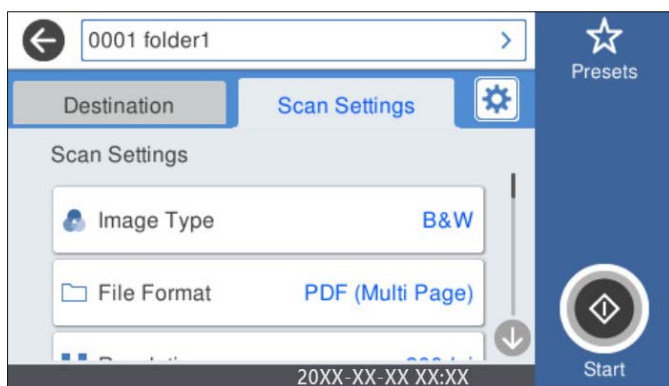 0001 folder1
Presets
Destination
Scan Settings
Scan Settings
Image Type
B&W
File Format
PDF (Multi Page)
20XX-XX-XX XX:XX
Start